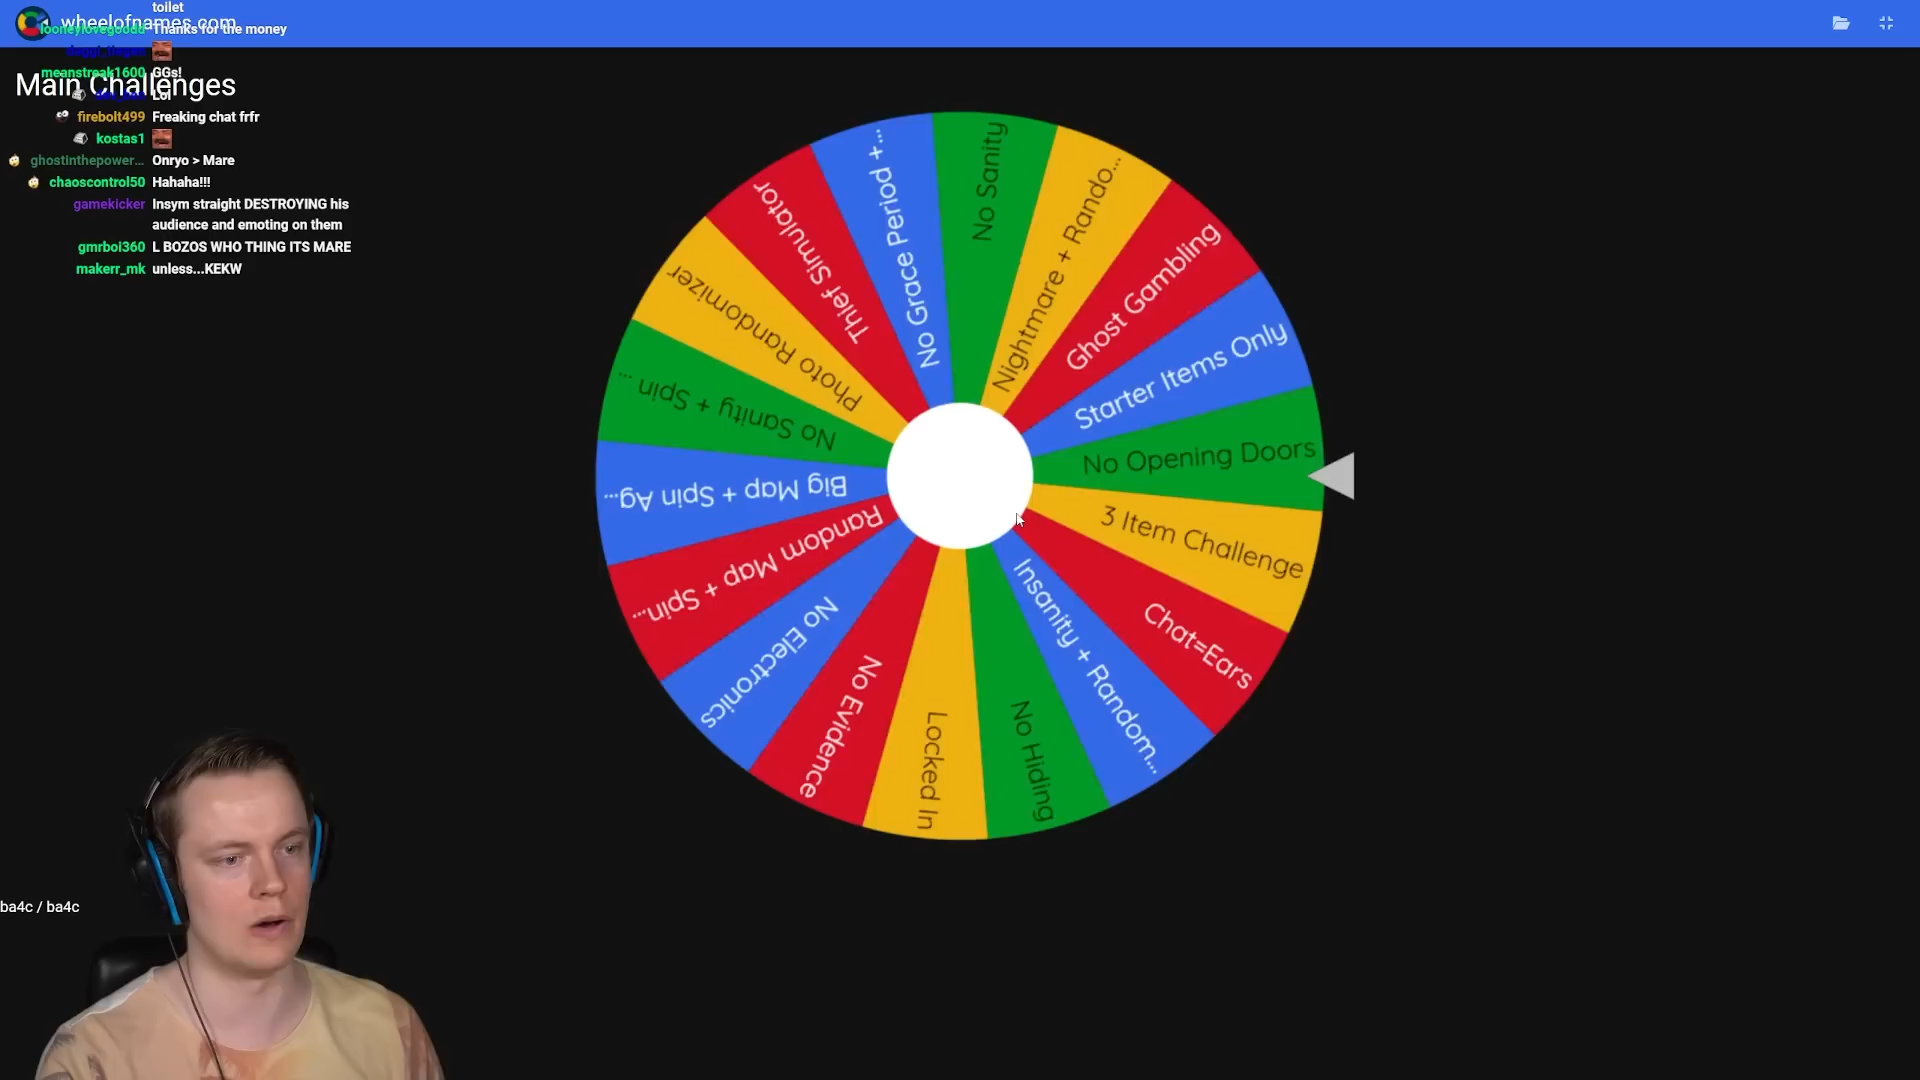 toilet
wheelofnames.com
looneylovegoodd Thanks for the money
meanstreak1600 GGs!
Main Challenges
Lol
firebolt499 Freaking chat frfr
kostas1
ghostinthepower... Onryo > Mare
chaoscontrol50 Hahaha!!!
gamekicker Insym straight DESTROYING his
audience and emoting on them
gmrboi360 L BOZOS WHO THING ITS MARE
makerr_mk unless...KEKW
No Sanity
Nightmare + Rando...
Ghost Gambling
Starter Items Only
No Opening Doors
3 Item Challenge
Chat=Ears
Insanity + Random...
No Hiding
Locked In
No Evidence
No Electronics
Random Map + Spin...
Big Map + Spin Ag...
No Sanity + Spin ...
Photo Randomizer
Thief Simulator
No Grace Period +...
ba4c / ba4c